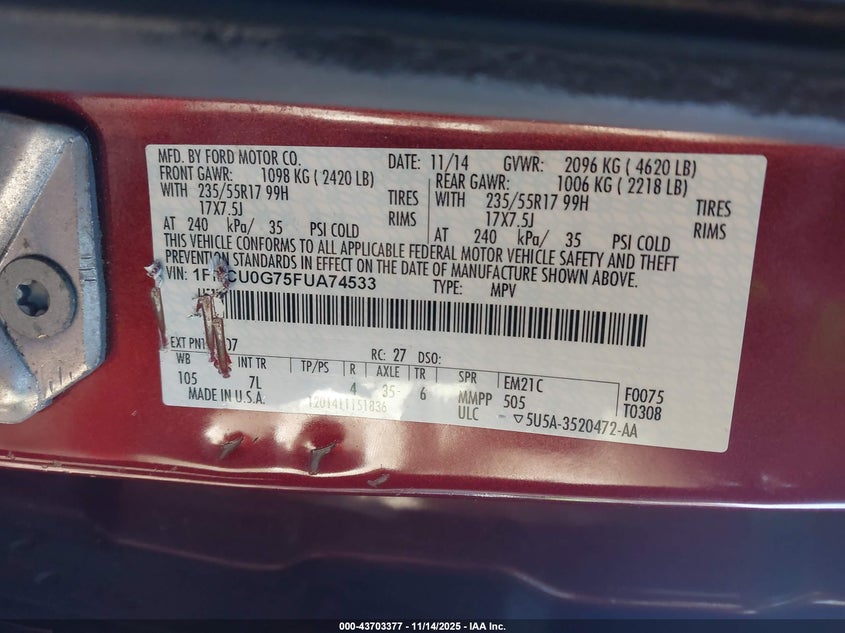 MFD. BY FORD MOTOR CO. DATE: 11/14 GVWR: 2096 KG ( 4620 LB)
FRONT GAWR: 1098 KG ( 2420 LB) REAR GAWR: 1006 KG ( 2218 LB)
WITH 235/55R17 99H TIRES WITH 235/55R17 99H TIRES
17X7.5J RIMS 17X7.5J RIMS
AT 240 kPa/ 35 PSI COLD AT 240 kPa/ 35 PSI COLD
THIS VEHICLE CONFORMS TO ALL APPLICABLE FEDERAL MOTOR VEHICLE SAFETY AND THEFT
PREVENTION STANDARDS IN EFFECT ON THE DATE OF MANUFACTURE SHOWN ABOVE.
VIN: CU0G75FUA74533 TYPE: MPV
EXT PNT: RC: 27 DSO:
WB INT TR TP/PS R AXLE TR SPR EM21C F0075
105 7L 4 35 6 MMPP 505 T0308
MADE IN U.S.A. 1201411151836 ULC ▽5U5A-3520472-AA
000-43703377 - 11/14/2025 - IAA Inc.